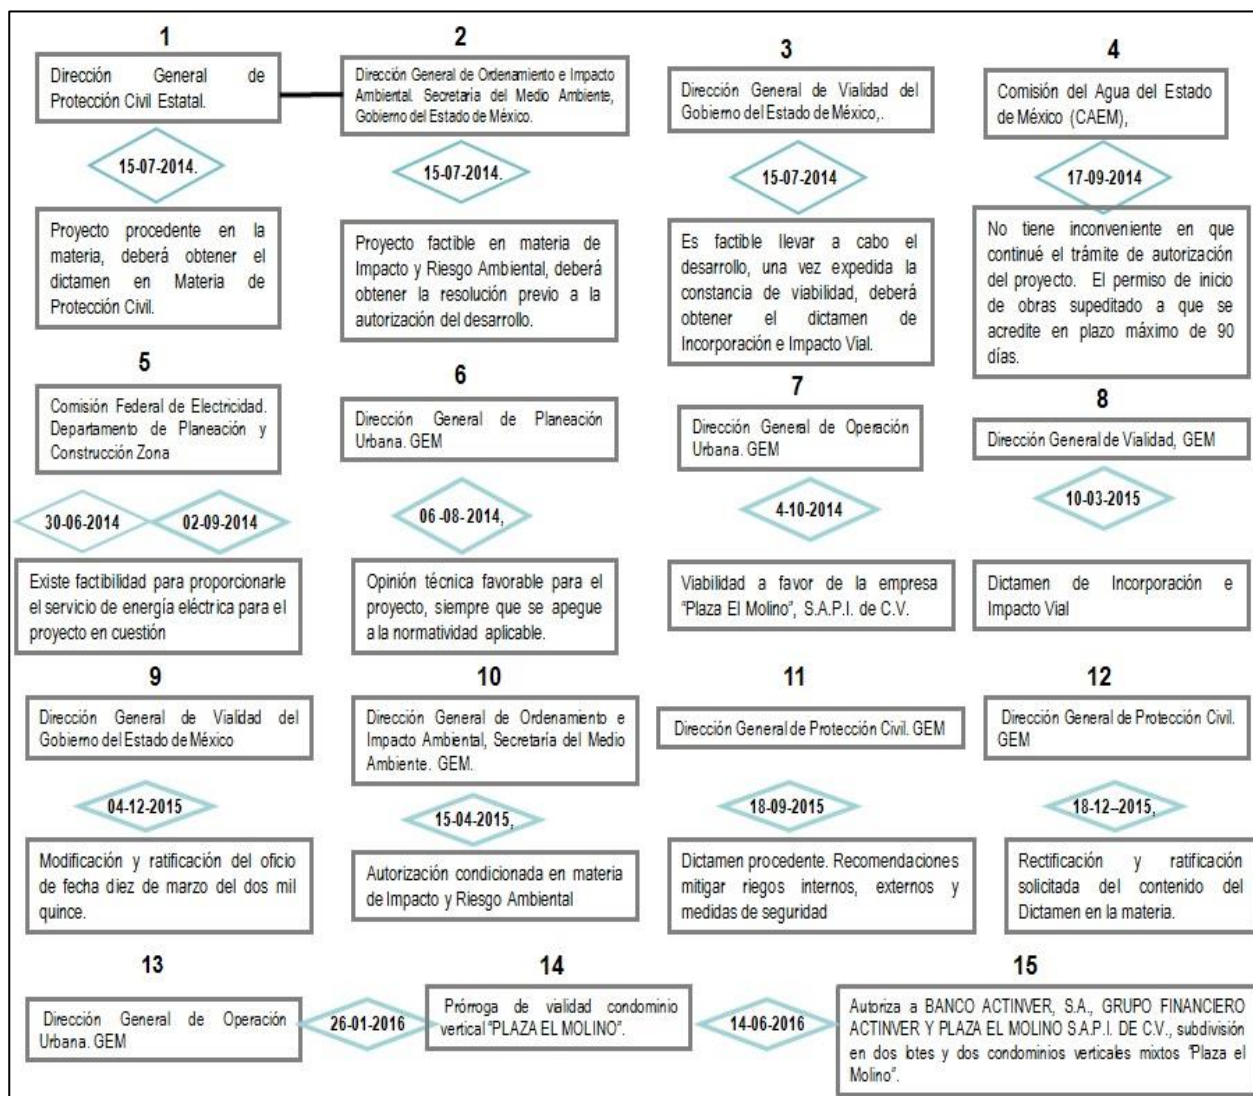 1
Dirección General de
Protección Civil Estatal.
15-07-2014.
Proyecto procedente en la
materia, deberá obtener el
dictamen en Materia de
Protección Civil.
2
Dirección General de Ordenamiento e Impacto
Ambiental. Secretaría del Medio Ambiente,
Gobierno del Estado de México.
15-07-2014.
Proyecto factible en materia de
Impacto y Riesgo Ambiental, deberá
obtener la resolución previo a la
autorización del desarrollo.
3
Dirección General de Vialidad del
Gobierno del Estado de México,.
15-07-2014
Es factible llevar a cabo el
desarrollo, una vez expedida la
constancia de viabilidad, deberá
obtener el dictamen de
Incorporación e Impacto Vial.
4
Comisión del Agua del Estado
de México (CAEM),
17-09-2014
No tiene inconveniente en que
continué el trámite de autorización
del proyecto. El permiso de inicio
de obras supeditado a que se
acredite en plazo máximo de 90
días.
5
Comisión Federal de Electricidad.
Departamento de Planeación y
Construcción Zona
30-06-2014
02-09-2014
Existe factibilidad para proporcionarle
el servicio de energía eléctrica para el
proyecto en cuestión
6
Dirección General de Planeación
Urbana. GEM
06 -08- 2014,
Opinión técnica favorable para el
proyecto, siempre que se apegue
a la normatividad aplicable.
7
Dirección General de Operación
Urbana. GEM
4-10-2014
Viabilidad a favor de la empresa
"Plaza El Molino", S.A.P.I. de C.V.
8
Dirección General de Vialidad, GEM
10-03-2015
Dictamen de Incorporación e
Impacto Vial
9
Dirección General de Vialidad del
Gobierno del Estado de México
04-12-2015
Modificación y ratificación del oficio
de fecha diez de marzo del dos mil
quince.
10
Dirección General de Ordenamiento e
Impacto Ambiental, Secretaría del Medio
Ambiente. GEM.
15-04-2015,
Autorización condicionada en materia
de Impacto y Riesgo Ambiental
11
Dirección General de Protección Civil. GEM
18-09-2015
Dictamen procedente. Recomendaciones
mitigar riegos internos, externos y
medidas de seguridad
12
Dirección General de Protección Civil.
GEM
18-12--2015,
Rectificación y ratificación
solicitada del contenido del
Dictamen en la materia.
13
Dirección General de Operación
Urbana. GEM
26-01-2016
14
Prórroga de vialidad condominio
vertical "PLAZA EL MOLINO".
14-06-2016
15
Autoriza a BANCO ACTINVER, S.A., GRUPO FINANCIERO
ACTINVER Y PLAZA EL MOLINO S.A.P.I. DE C.V., subdivisión
en dos lotes y dos condominios verticales mixtos "Plaza el
Molino".